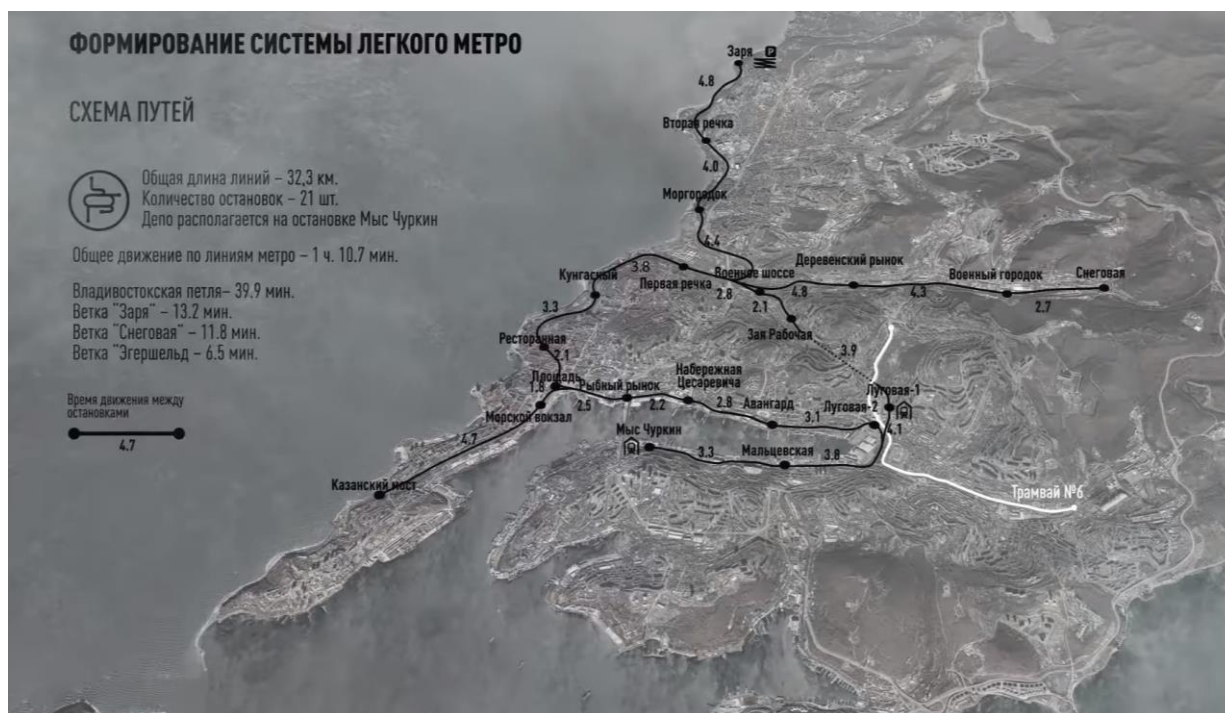 ФОРМИРОВАНИЕ СИСТЕМЫ ЛЕГКОГО МЕТРО
СХЕМА ПУТЕЙ
Общая длина линий – 32,3 км.
Количество остановок – 21 шт.
Депо располагается на остановке Мыс Чуркин
Общее движение по линиям метро – 1 ч. 10.7 мин.
Владивостокская петля– 39.9 мин.
Ветка "Заря" – 13.2 мин.
Ветка "Снеговая" – 11.8 мин.
Ветка "Эгершельд – 6.5 мин.
Время движения между
остановками
4.7
Заря
P
4.8
Вторая речка
4.0
Моргородок
4.4
Кунгасный
3.8
Первая речка
Военное шоссе
2.8
2.1
4.8
Деревенский рынок
4.3
Военный городок
2.7
Снеговая
3.3
Ресторанная
2.1
Зая Рабочая
3.9
Площадь
1.8
Рыбный рынок
2.5
2.2
Набережная
Цесаревича
2.8
Авангард
3.1
Луговая-2
Луговая-1
4.1
Морской вокзал
4.7
Казанский мост
Мыс Чуркин
3.3
Мальцевская
3.8
Трамвай №6